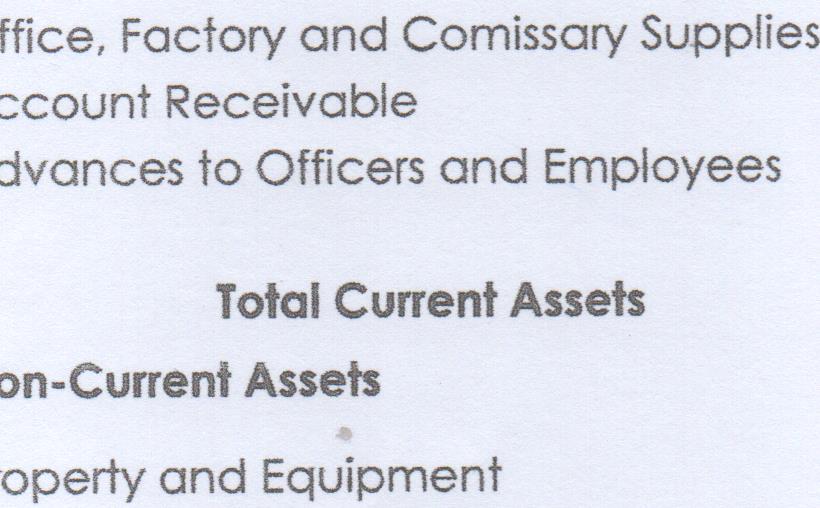 ffice, Factory and Comissary Supplies
ccount Receivable
dvances to Officers and Employees
Total Current Assets
on-Current Assets
roperty and Equipment